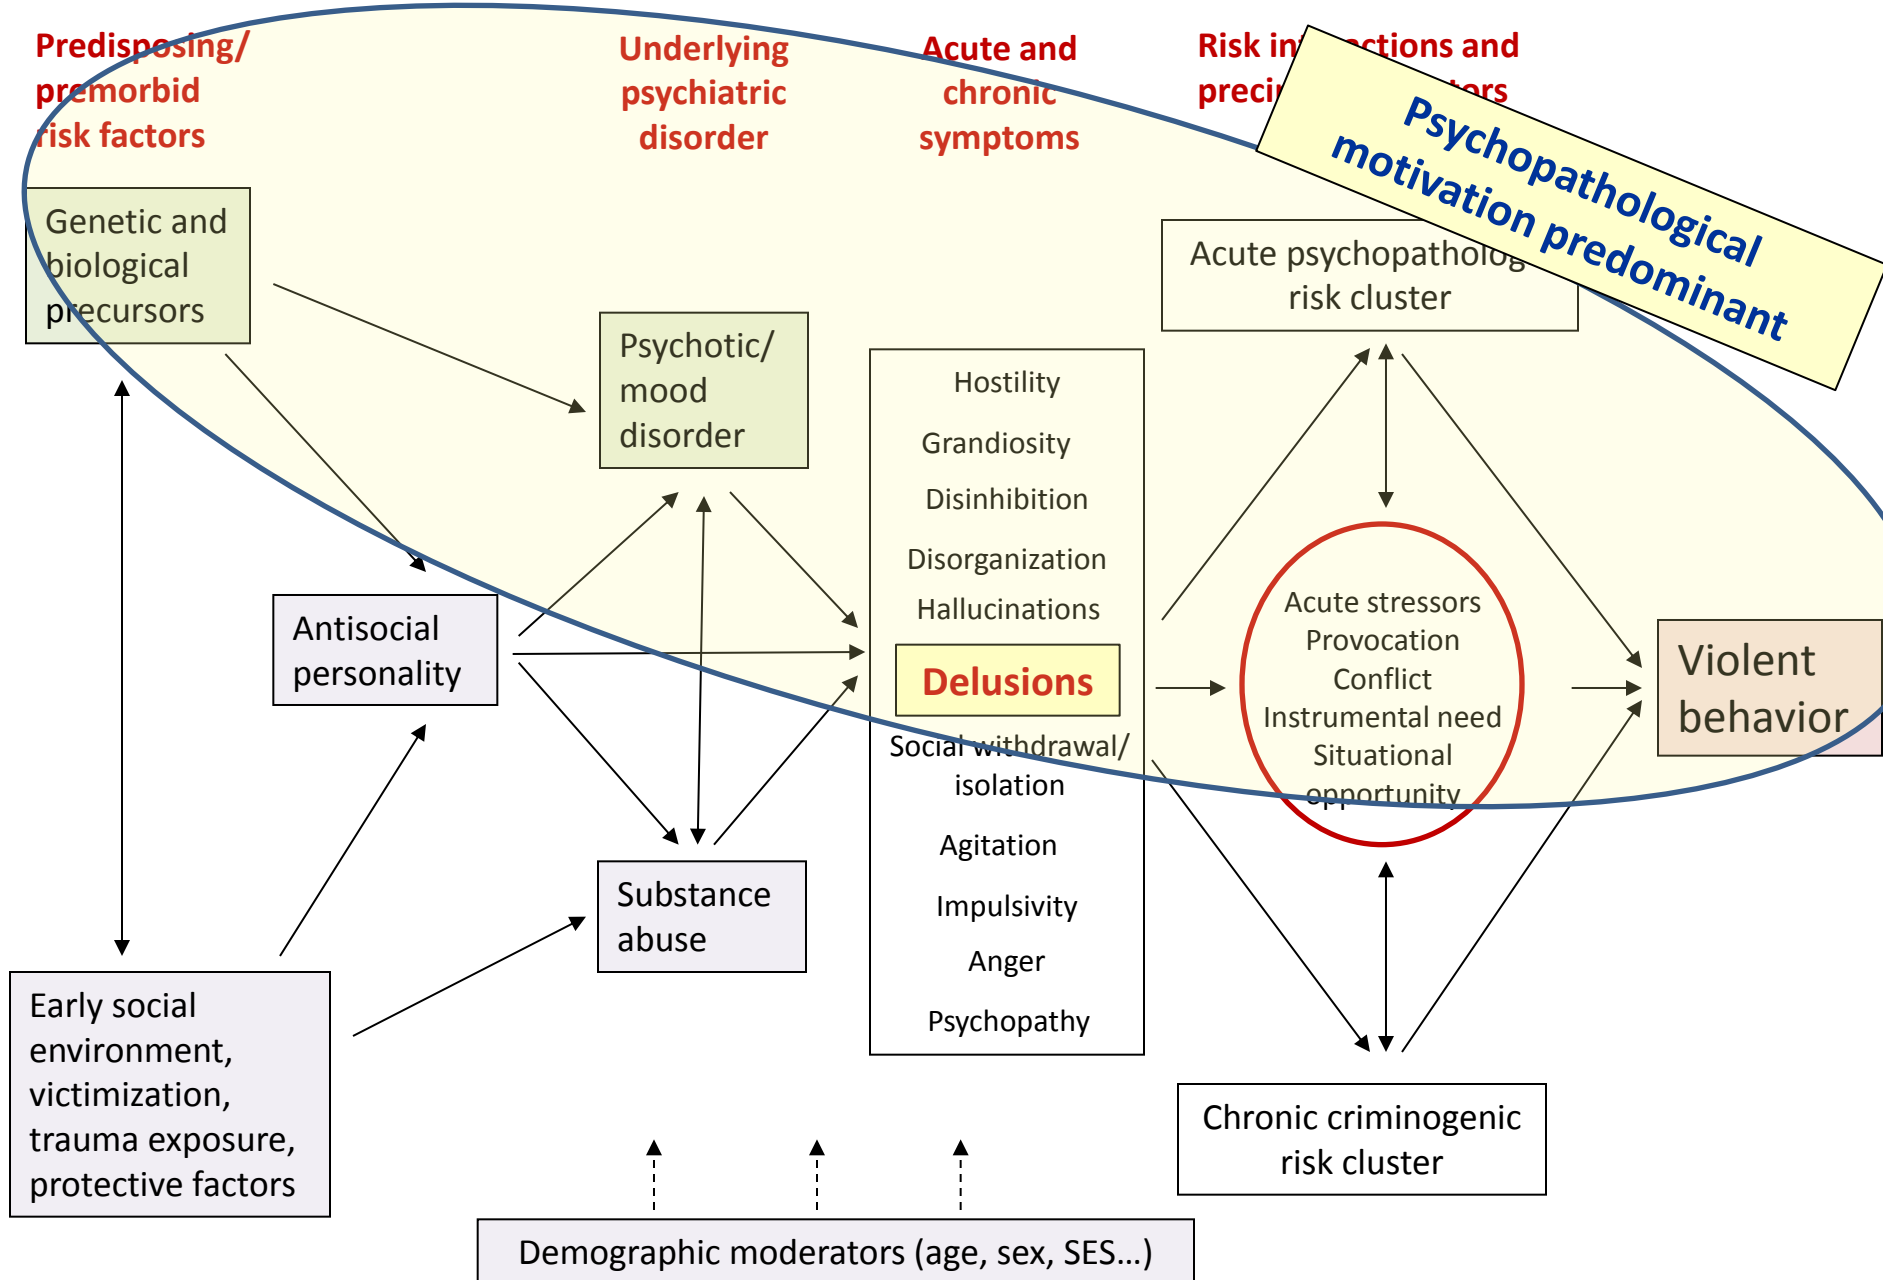 Predisposing/
premorbid
risk factors
Underlying
psychiatric
disorder
Acute and
chronic
symptoms
Risk in actions and
preci tors
Psychopathological
motivation predominant
Genetic and
biological
precursors
Psychotic/
mood
disorder
Antisocial
personality
Substance
abuse
Early social
environment,
victimization,
trauma exposure,
protective factors
Hostility
Grandiosity
Disinhibition
Disorganization
Hallucinations
Delusions
Social withdrawal/
isolation
Agitation
Impulsivity
Anger
Psychopathy
Acute psychopatholog
risk cluster
Acute stressors
Provocation
Conflict
Instrumental need
Situational
opportunity
Violent
behavior
Chronic criminogenic
risk cluster
Demographic moderators (age, sex, SES...)